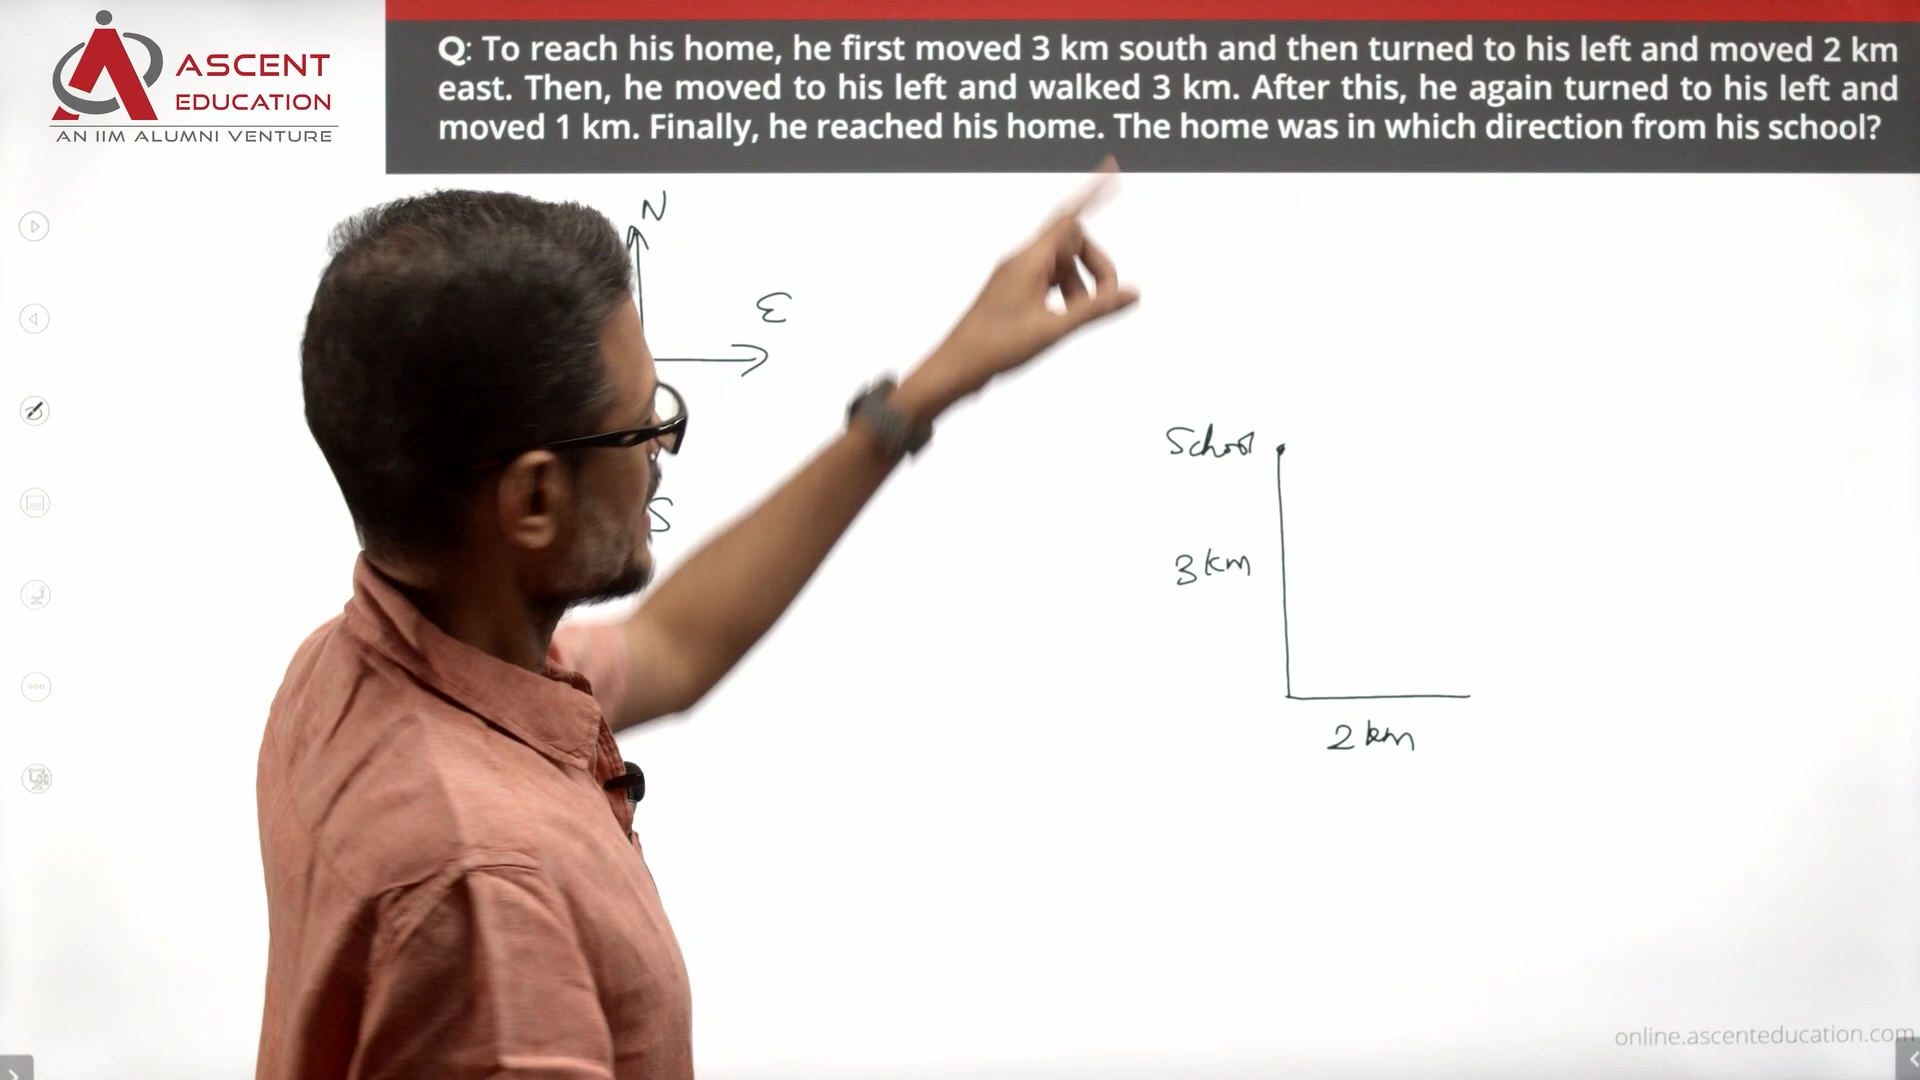 ASCENT
EDUCATION
AN IIM ALUMNI VENTURE
Q: To reach his home, he first moved 3 km south and then turned to his left and moved 2 km
east. Then, he moved to his left and walked 3 km. After this, he again turned to his left and
moved 1 km. Finally, he reached his home. The home was in which direction from his school?
N
E
S
School
3 km
2 km
online.ascenteducation.com